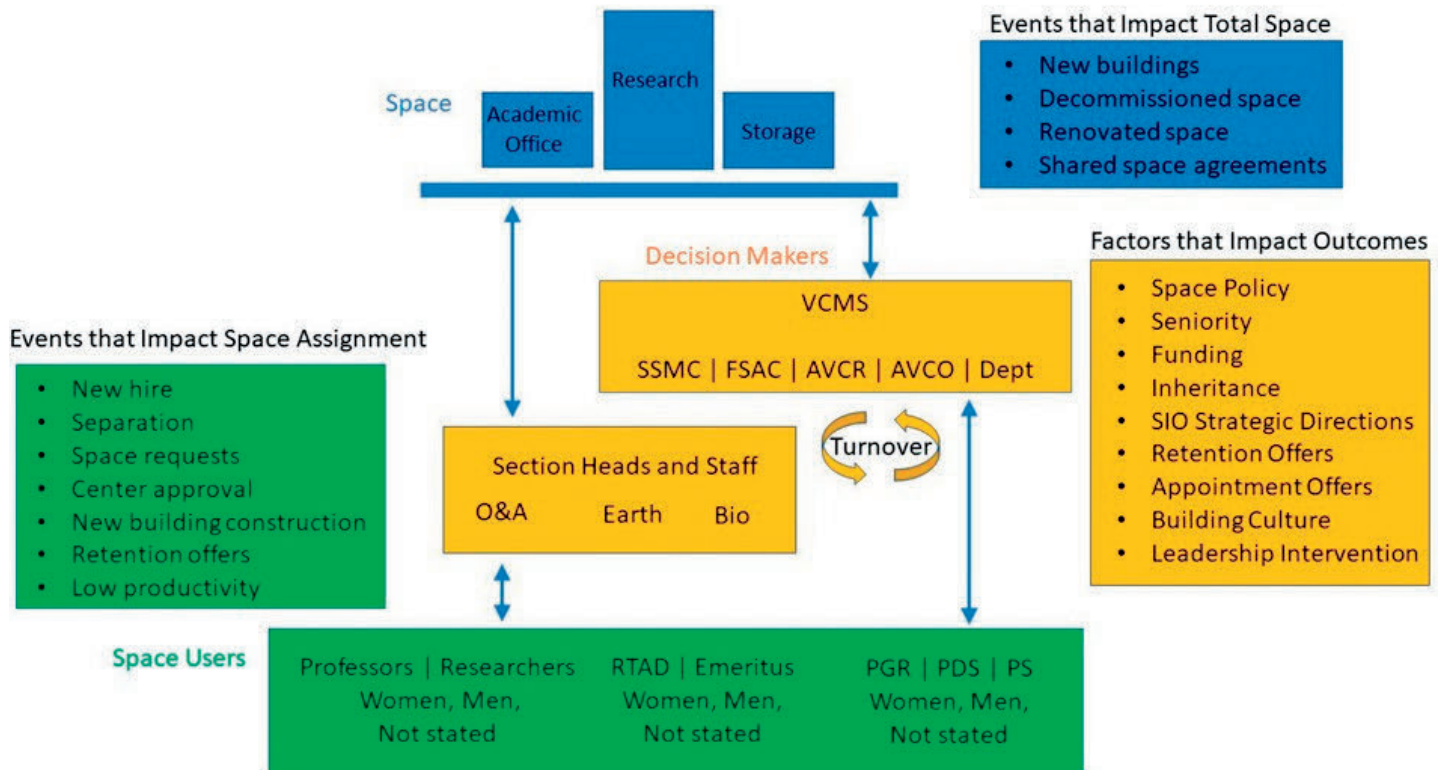 Events that Impact Total Space
• New buildings
• Decommissioned space
• Renovated space
• Shared space agreements
Space
Academic
Office
Research
Storage
Decision Makers
VCMS
SSMC | FSAC | AVCR | AVCO | Dept
Turnover
Section Heads and Staff
O&A Earth Bio
Factors that Impact Outcomes
• Space Policy
• Seniority
• Funding
• Inheritance
• SIO Strategic Directions
• Retention Offers
• Appointment Offers
• Building Culture
• Leadership Intervention
Events that Impact Space Assignment
• New hire
• Separation
• Space requests
• Center approval
• New building construction
• Retention offers
• Low productivity
Space Users
Professors | Researchers
Women, Men,
Not stated
RTAD | Emeritus
Women, Men,
Not stated
PGR | PDS | PS
Women, Men,
Not stated